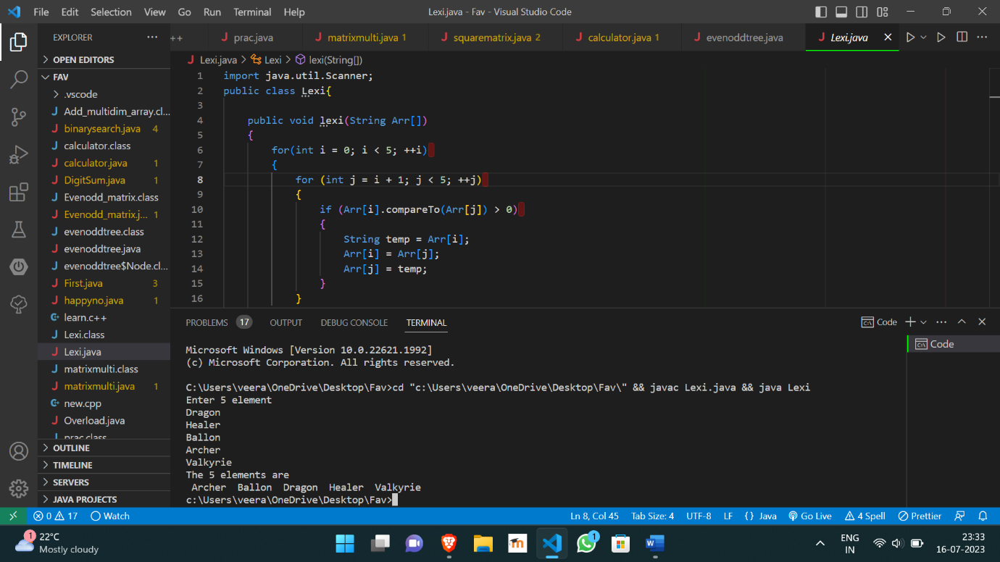 File Edit Selection View Go Run Terminal Help
Lexi.java - Fav - Visual Studio Code
EXPLORER
++ prac.java matrixmulti.java 1 squarematrix.java 2 calculator.java 1 evenoddtree.java Lexi.java
Lexi.java > Lexi > lexi(String[])
OPEN EDITORS
FAV
.vscode
Add_multidim_array.cl...
binarysearch.java 4
calculator.class
calculator.java 1
DigitSum.java 1
Evenodd_matrix.class
Evenodd_matrix.j... 1
evenoddtree.class
evenoddtree.java
evenoddtree$Node.cl...
First.java 3
happyno.java 1
learn.c++
Lexi.class
Lexi.java
matrixmulti.class
matrixmulti.java 1
new.cpp
Overload.java
prac.class
OUTLINE
TIMELINE
SERVERS
JAVA PROJECTS
1 import java.util.Scanner;
2 public class Lexi{
3
4 public void lexi(String Arr[])
5 {
6 for(int i = 0; i < 5; ++i)
7 {
8 for (int j = i + 1; j < 5; ++j)
9 {
10 if (Arr[i].compareTo(Arr[j]) > 0)
11 {
12 String temp = Arr[i];
13 Arr[i] = Arr[j];
14 Arr[j] = temp;
15 }
16 }
PROBLEMS 17 OUTPUT DEBUG CONSOLE TERMINAL
Code
Code
Microsoft Windows [Version 10.0.22621.1992]
(c) Microsoft Corporation. All rights reserved.
C:\Users\veera\OneDrive\Desktop\Fav>cd "c:\Users\veera\OneDrive\Desktop\Fav\" && javac Lexi.java && java Lexi
Enter 5 element
Dragon
Healer
Ballon
Archer
Valkyrie
The 5 elements are
Archer Ballon Dragon Healer Valkyrie
c:\Users\veera\OneDrive\Desktop\Fav>
0 17 Watch
Ln 8, Col 45 Tab Size: 4 UTF-8 LF {} Java Go Live 4 Spell Prettier
1
22°C
Mostly cloudy
1
ENG
IN
23:33
16-07-2023